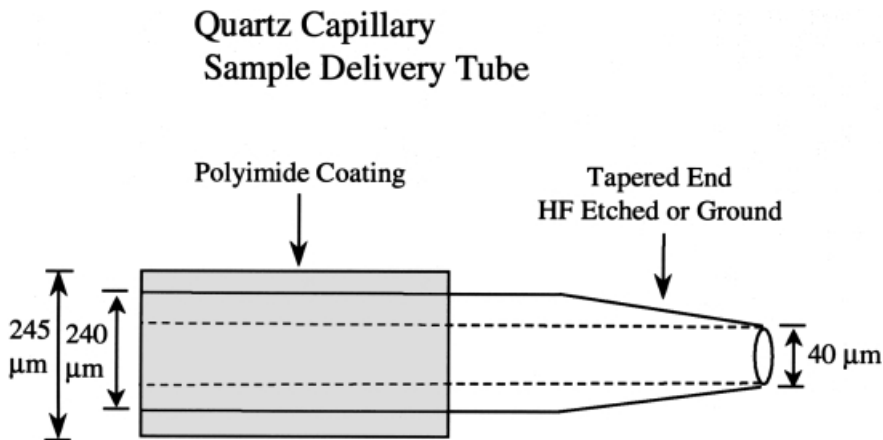 Quartz Capillary
Sample Delivery Tube
Polyimide Coating
Tapered End
HF Etched or Ground
245
μm
240
μm
40 μm